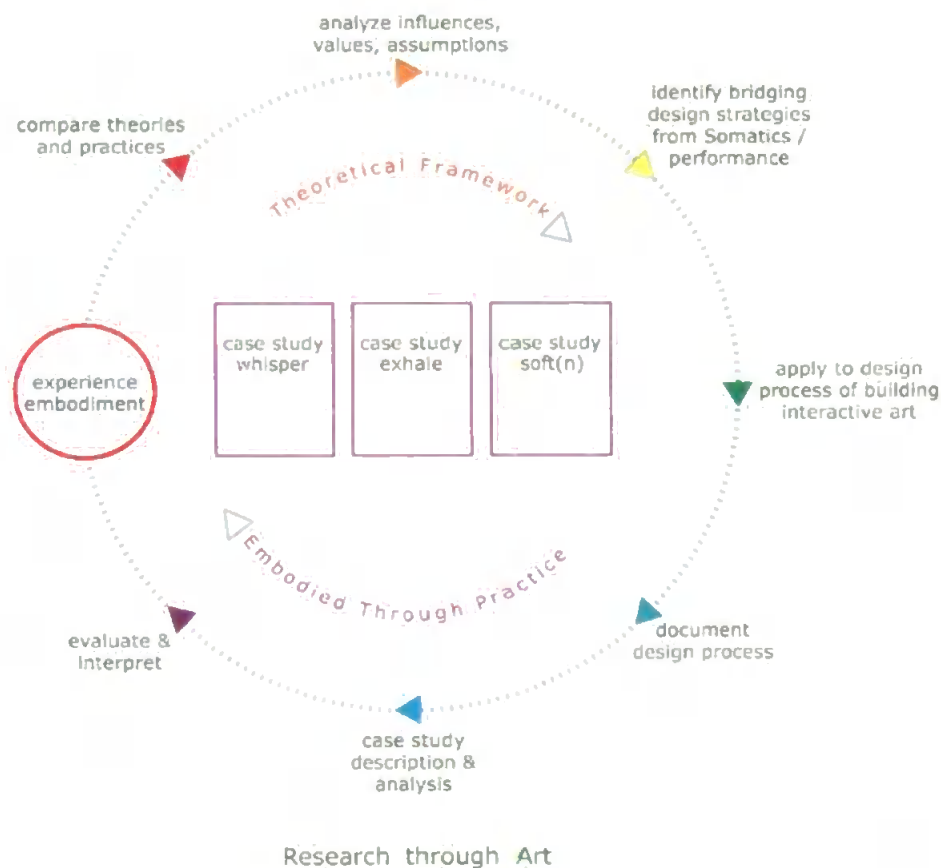 analyze influences,
values, assumptions
identify bridging
design strategies
from Somatics /
performance
compare theories
and practices
Theoretical Framework
case study
whisper
case study
exhale
case study
soft(n)
experience
embodiment
apply to design
process of building
interactive art
Embodied Through Practice
document
design process
evaluate &
interpret
case study
description &
analysis
Research through Art